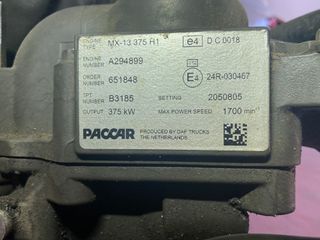 ENGINE TYPE MX-13 375 R1 e4 D C 0018
ENGINE NUMBER A294899
ORDER NUMBER 651848 E4 24R-030467
TPT NUMBER B3185 SETTING 2050805
OUTPUT 375 kW MAX POWER SPEED 1700 min⁻¹
PACCAR PRODUCED BY DAF TRUCKS
THE NETHERLANDS